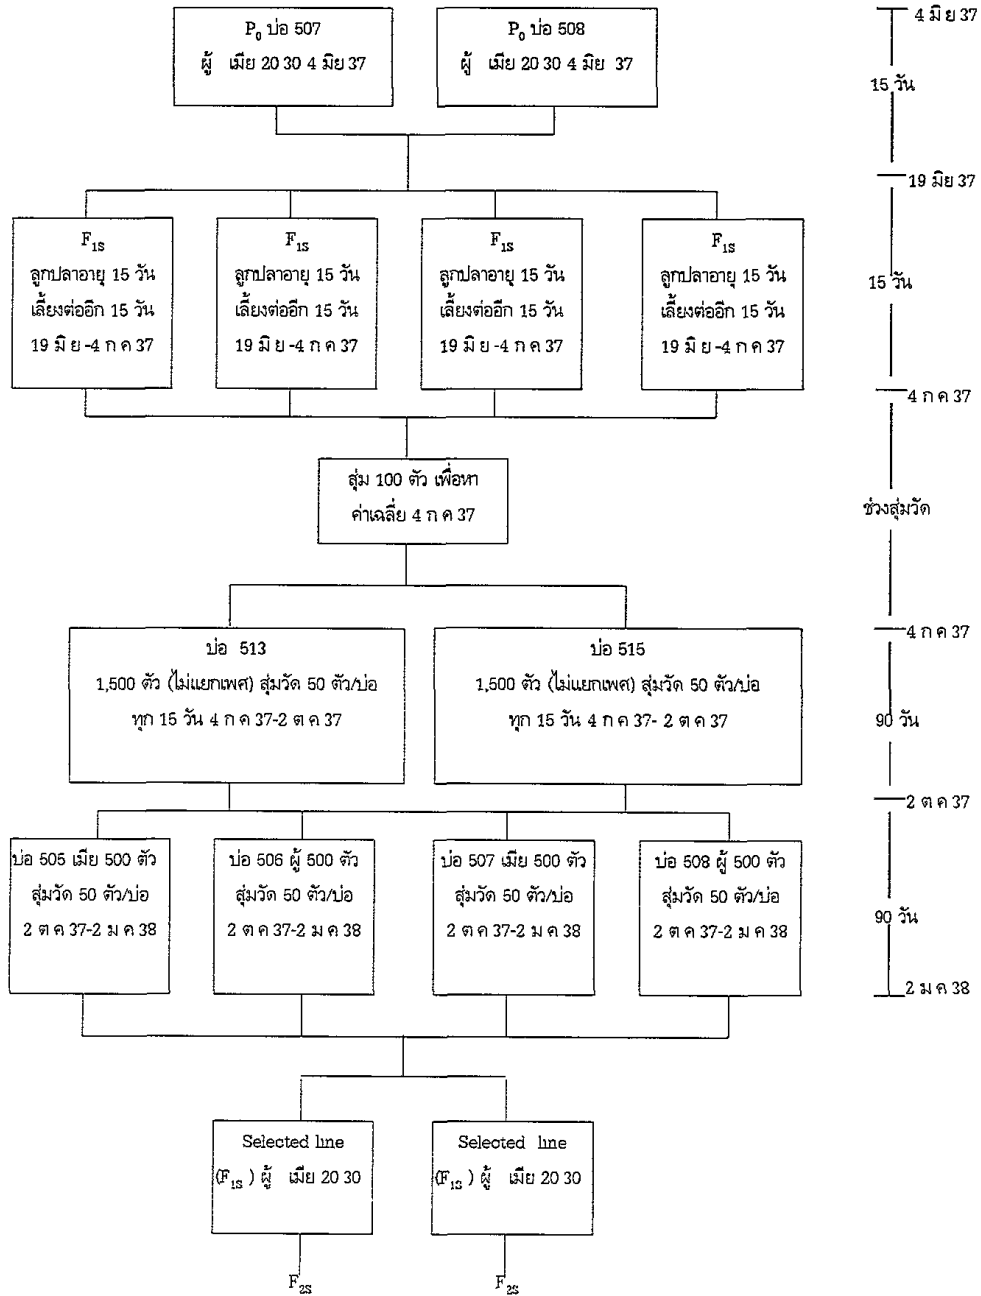 P₀ บ่อ 507
ผู้ เมีย 20 30 4 มิย 37
P₀ บ่อ 508
ผู้ เมีย 20 30 4 มิย 37
4 มิ ย 37
15 วัน
19 มิย 37
F₁S
ลูกปลาอายุ 15 วัน
เลี้ยงต่ออีก 15 วัน
19 มิ ย -4 ก ค 37
F₁S
ลูกปลาอายุ 15 วัน
เลี้ยงต่ออีก 15 วัน
19 มิ ย -4 ก ค 37
F₁S
ลูกปลาอายุ 15 วัน
เลี้ยงต่ออีก 15 วัน
19 มิ ย -4 ก ค 37
F₁S
ลูกปลาอายุ 15 วัน
เลี้ยงต่ออีก 15 วัน
19 มิ ย -4 ก ค 37
15 วัน
4 ก ค 37
สุ่ม 100 ตัว เพื่อหา
ค่าเฉลี่ย 4 ก ค 37
ช่วงสุ่มวัด
4 ก ค 37
บ่อ 513
1,500 ตัว (ไม่แยกเพศ) สุ่มวัด 50 ตัว/บ่อ
ทุก 15 วัน 4 ก ค 37-2 ต ค 37
บ่อ 515
1,500 ตัว (ไม่แยกเพศ) สุ่มวัด 50 ตัว/บ่อ
ทุก 15 วัน 4 ก ค 37- 2 ต ค 37
90 วัน
2 ต ค 37
บ่อ 505 เมีย 500 ตัว
สุ่มวัด 50 ตัว/บ่อ
2 ต ค 37-2 ม ค 38
บ่อ 506 ผู้ 500 ตัว
สุ่มวัด 50 ตัว/บ่อ
2 ต ค 37-2 ม ค 38
บ่อ 507 เมีย 500 ตัว
สุ่มวัด 50 ตัว/บ่อ
2 ต ค 37-2 ม ค 38
บ่อ 508 ผู้ 500 ตัว
สุ่มวัด 50 ตัว/บ่อ
2 ต ค 37-2 ม ค 38
90 วัน
2 ม ค 38
Selected line
(F₁S ) ผู้ เมีย 20 30
Selected line
(F₁S ) ผู้ เมีย 20 30
F₂S
F₂S